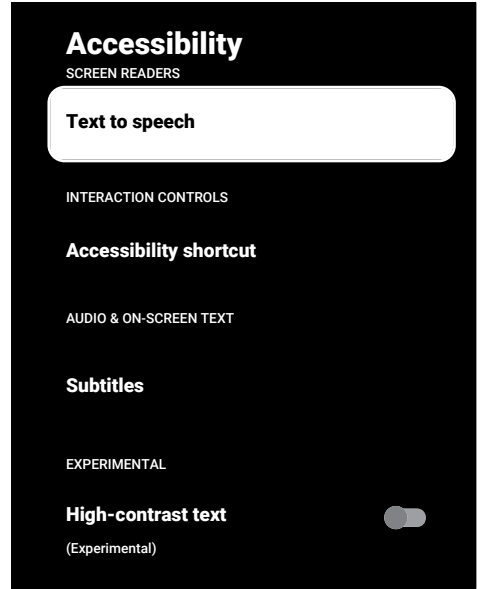 Accessibility
SCREEN READERS
Text to speech
INTERACTION CONTROLS
Accessibility shortcut
AUDIO & ON-SCREEN TEXT
Subtitles
EXPERIMENTAL
High-contrast text
(Experimental)